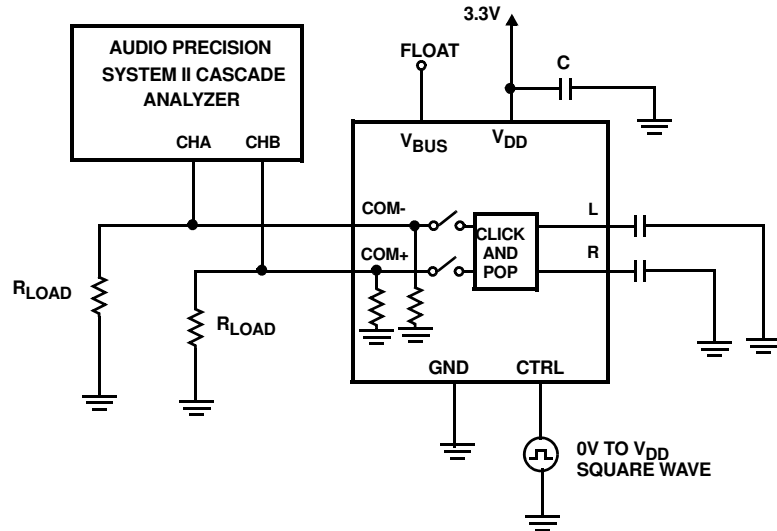 AUDIO PRECISION
SYSTEM II CASCADE
ANALYZER
CHA
CHB
3.3V
FLOAT
C
VBUS
VDD
COM-
COM+
CLICK
AND
POP
L
R
RLOAD
RLOAD
GND
CTRL
0V TO VDD
SQUARE WAVE